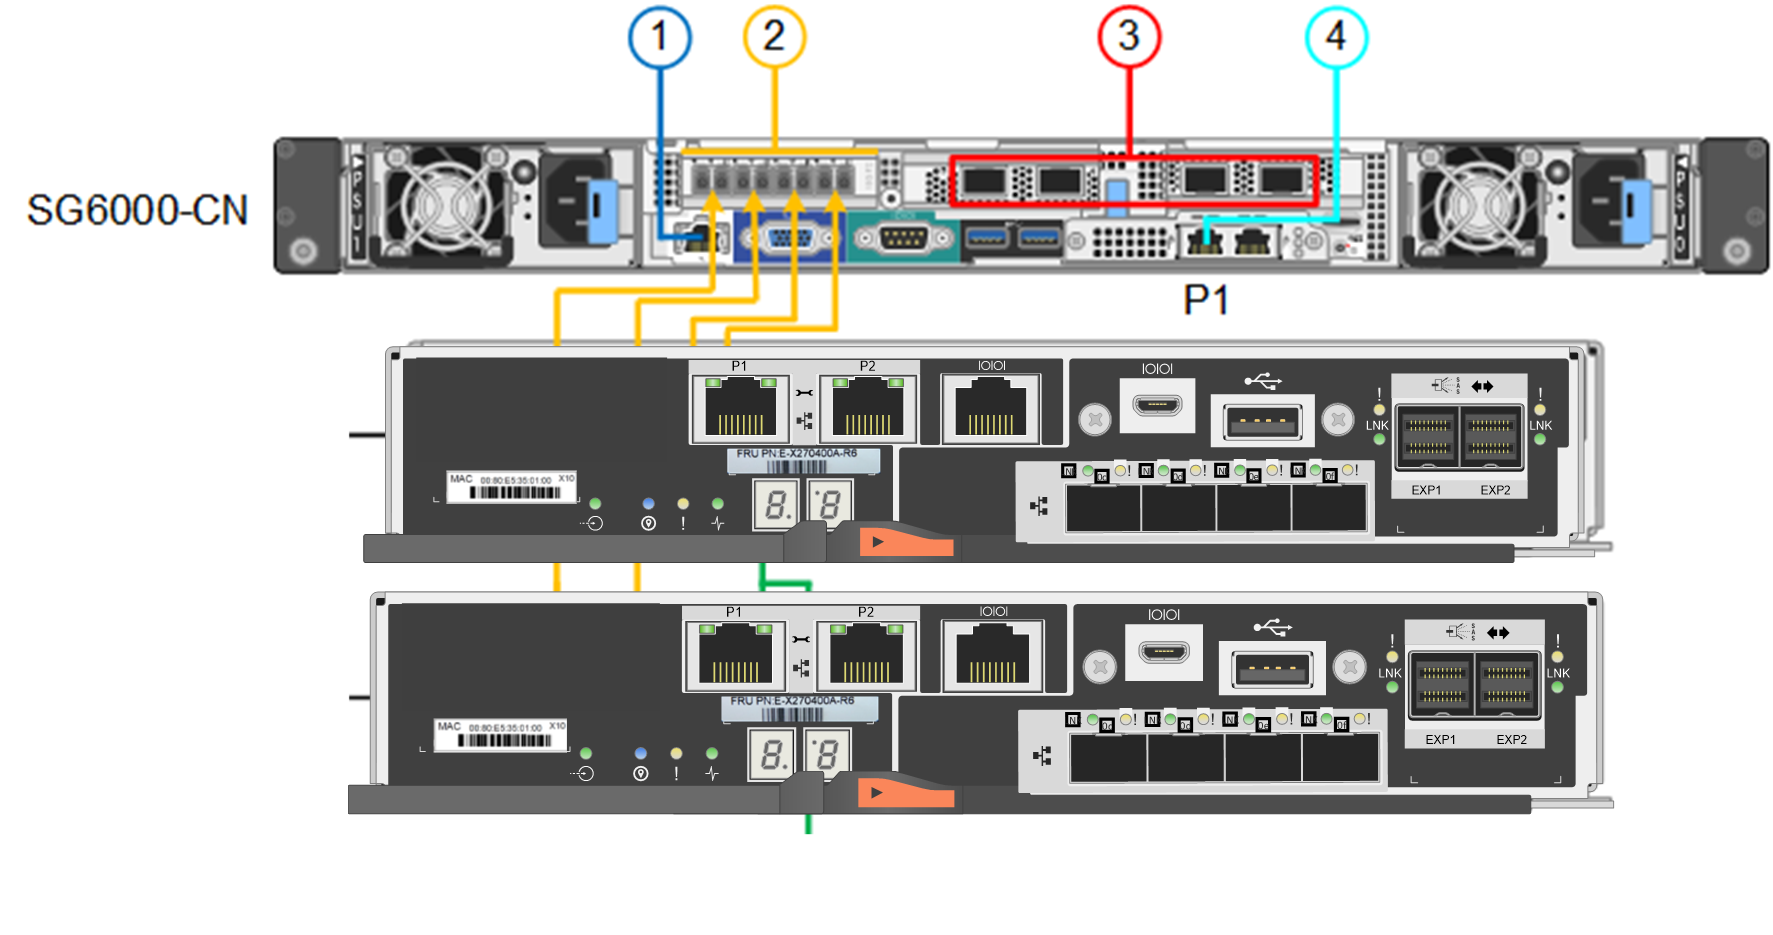 1
2
3
4
SG6000-CN
PSU1
PSU0
P1
P1
P2
IOIOI
IOIOI
SAS
!
LNK
!
LNK
FRU PN:E-X270400A-R6
MAC 00:80:E5:35:01:00 X10
8.
.8
!
N
!
N
!
N
!
N
!
EXP1
EXP2
P1
P2
IOIOI
IOIOI
SAS
!
LNK
!
LNK
FRU PN:E-X270400A-R6
MAC 00:80:E5:35:01:00 X10
8.
.8
!
N
!
N
!
N
!
N
!
EXP1
EXP2